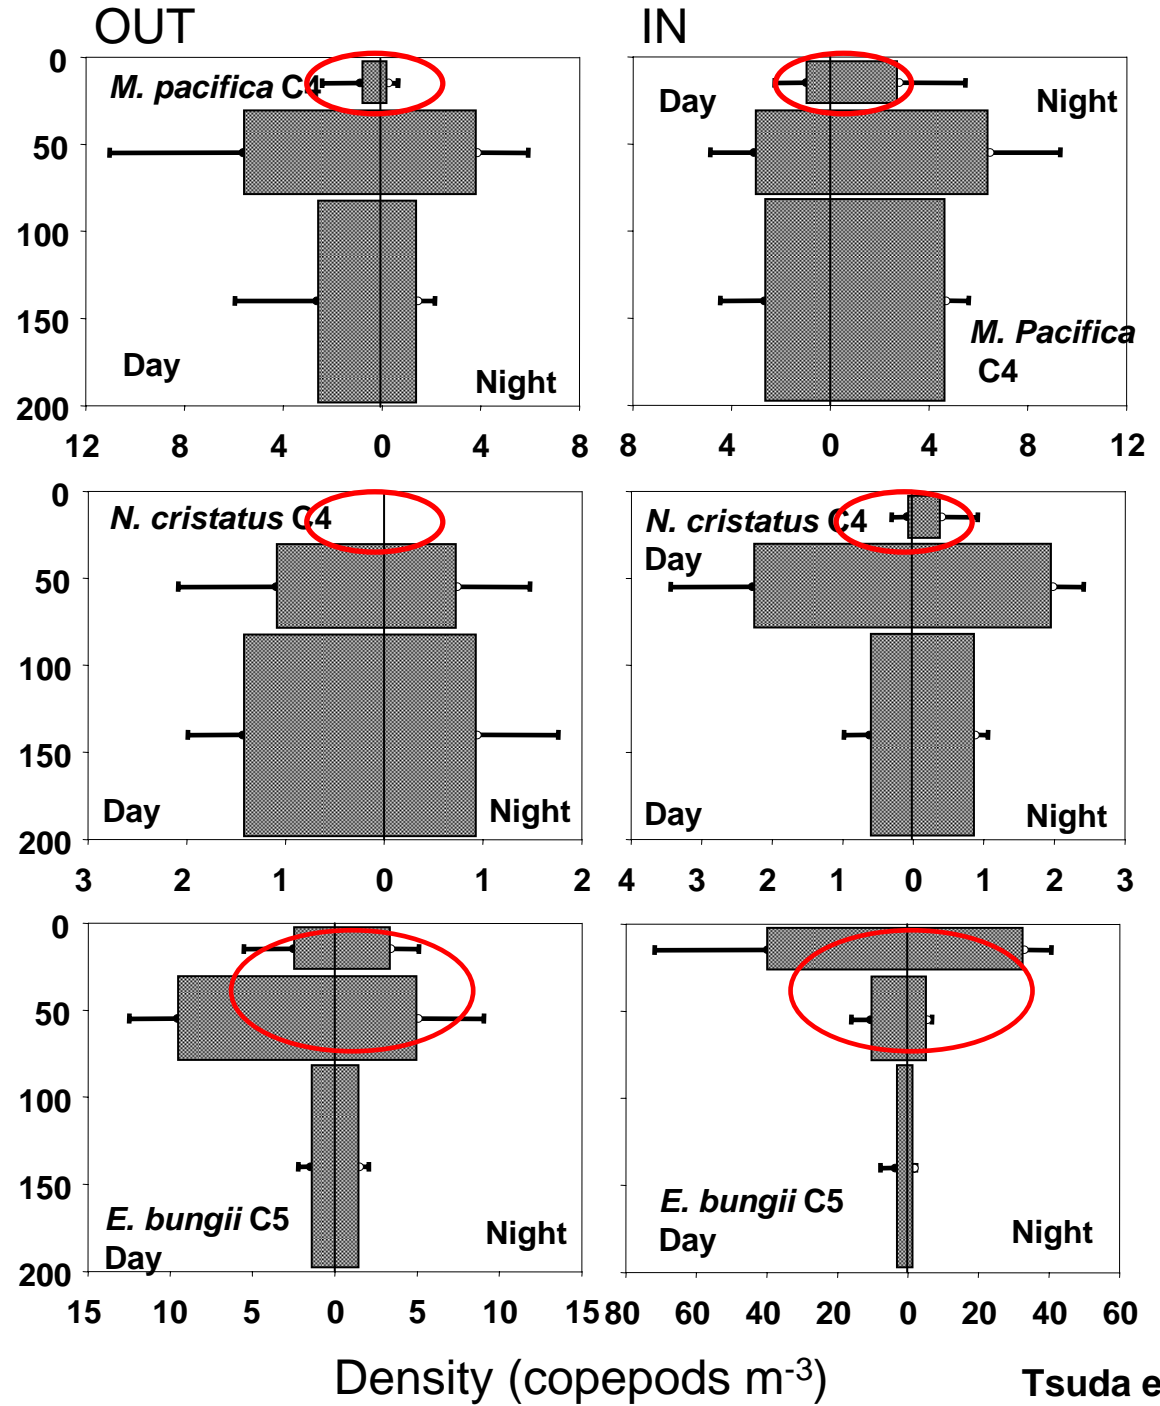 OUT IN
0
M. pacifica C4
Day
Night
50
100
150
M. Pacifica
C4
Day
Night
200
12 8 4 0 4 8
8 4 0 4 8 12
0
N. cristatus C4
N. cristatus C4
Day
50
100
150
Day
Night
Day
Night
200
3 2 1 0 1 2
4 3 2 1 0 1 2 3
0
50
100
150
E. bungii C5
Day
Night
E. bungii C5
Day
Night
200
15 10 5 0 5 10 15
80 60 40 20 0 20 40 60
Density (copepods m-3)
Tsuda e